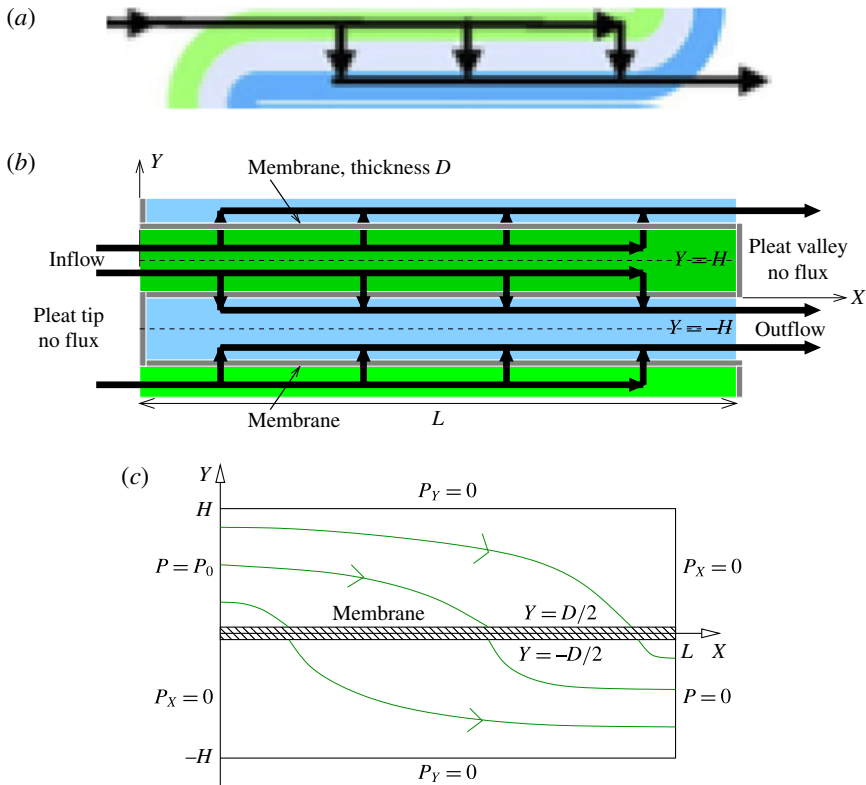 (a)
(b)
Y
Membrane, thickness D
Inflow
Y = H
Pleat valley
no flux
X
Pleat tip
no flux
Y = –H
Outflow
Membrane
L
(c)
Y
P_Y = 0
H
P = P_0
P_X = 0
Membrane
Y = D/2
Y = –D/2
L
X
P_X = 0
P = 0
–H
P_Y = 0